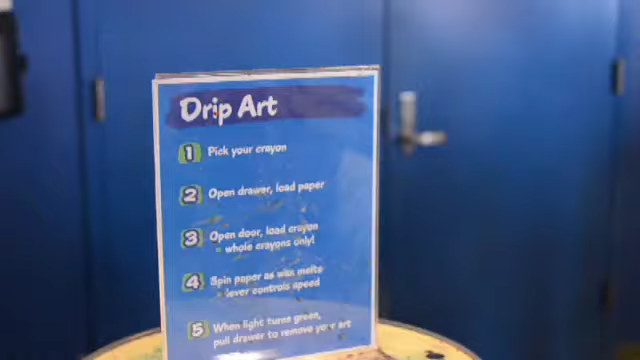 Drip Art
1 Pick your crayon
2 Open drawer, load paper
3 Open door, load crayon
- whole crayons only!
4 Spin paper as wax melts
- lever controls speed
5 When light turns green,
pull drawer to remove your art